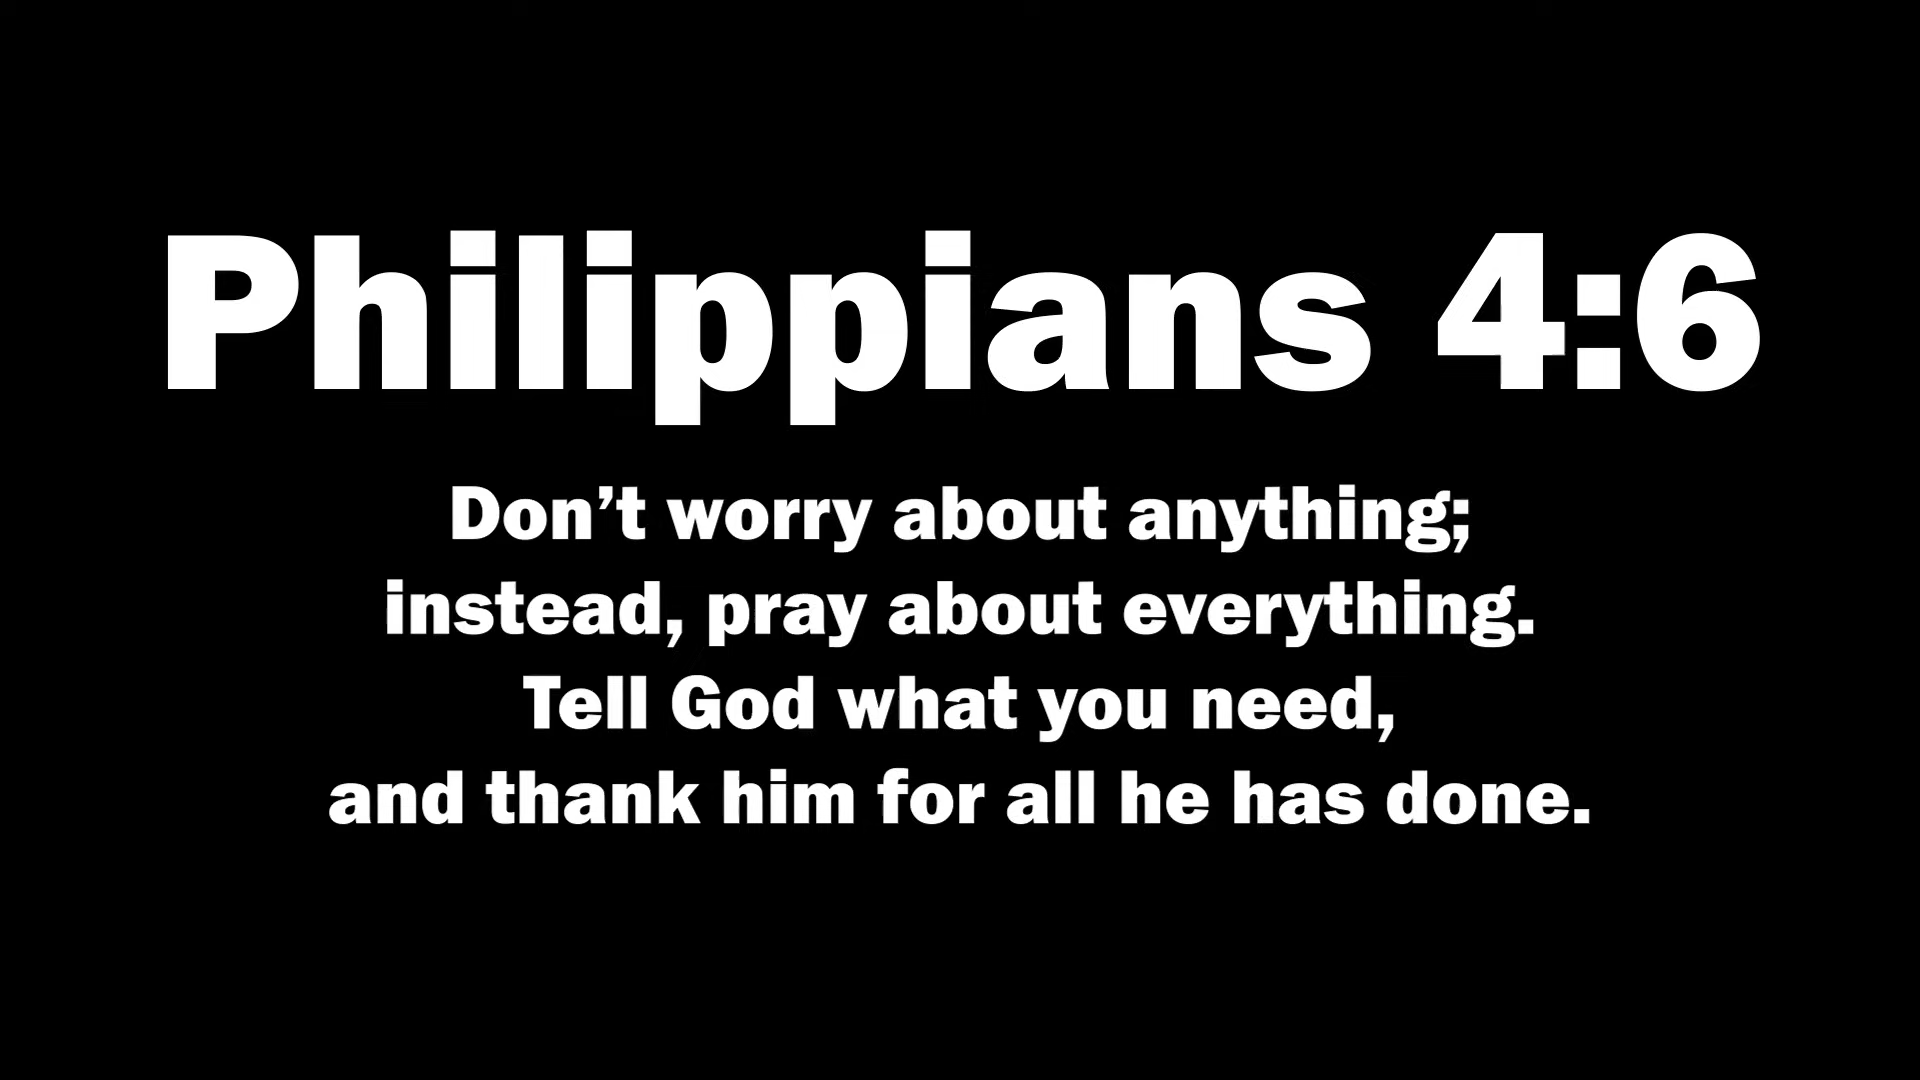 Philippians 4:6
Don’t worry about anything;
instead, pray about everything.
Tell God what you need,
and thank him for all he has done.